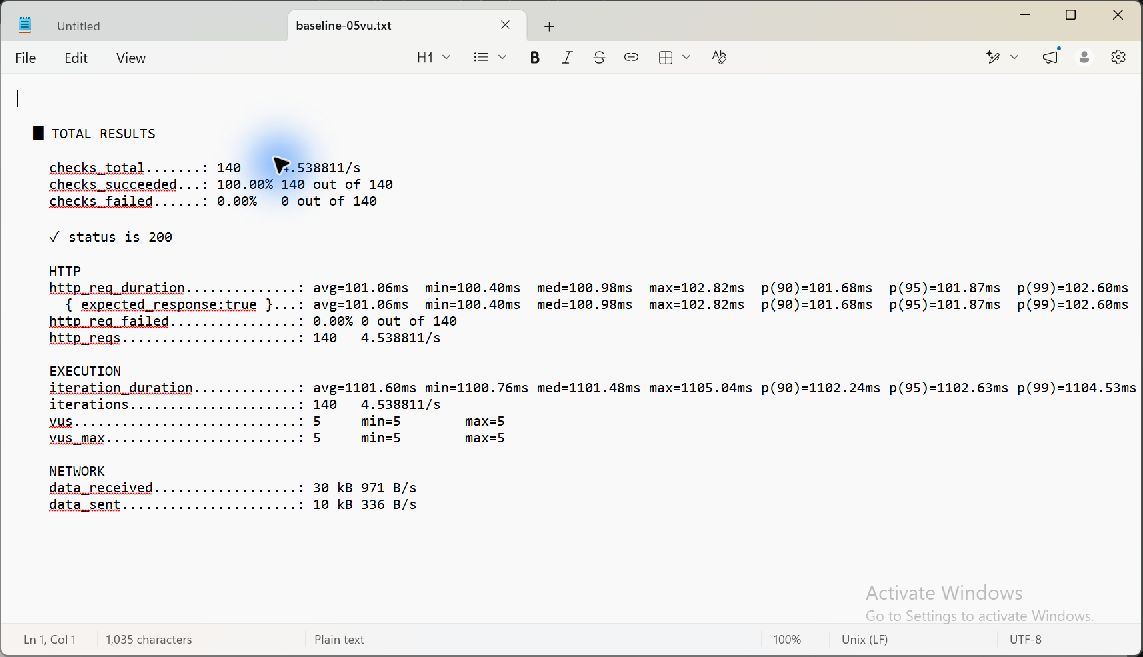 Untitled
baseline-05vu.txt
File Edit View
H1 B I S
█ TOTAL RESULTS
checks_total.......: 140 4.538811/s
checks_succeeded...: 100.00% 140 out of 140
checks_failed......: 0.00% 0 out of 140
✓ status is 200
HTTP
http_req_duration..............: avg=101.06ms min=100.40ms med=100.98ms max=102.82ms p(90)=101.68ms p(95)=101.87ms p(99)=102.60ms
{ expected_response:true }...: avg=101.06ms min=100.40ms med=100.98ms max=102.82ms p(90)=101.68ms p(95)=101.87ms p(99)=102.60ms
http_req_failed................: 0.00% 0 out of 140
http_reqs......................: 140 4.538811/s
EXECUTION
iteration_duration.............: avg=1101.60ms min=1100.76ms med=1101.48ms max=1105.04ms p(90)=1102.24ms p(95)=1102.63ms p(99)=1104.53ms
iterations.....................: 140 4.538811/s
vus............................: 5 min=5 max=5
vus_max........................: 5 min=5 max=5
NETWORK
data_received..................: 30 kB 971 B/s
data_sent......................: 10 kB 336 B/s
Activate Windows
Go to Settings to activate Windows.
Ln 1, Col 1 1,035 characters Plain text 100% Unix (LF) UTF-8